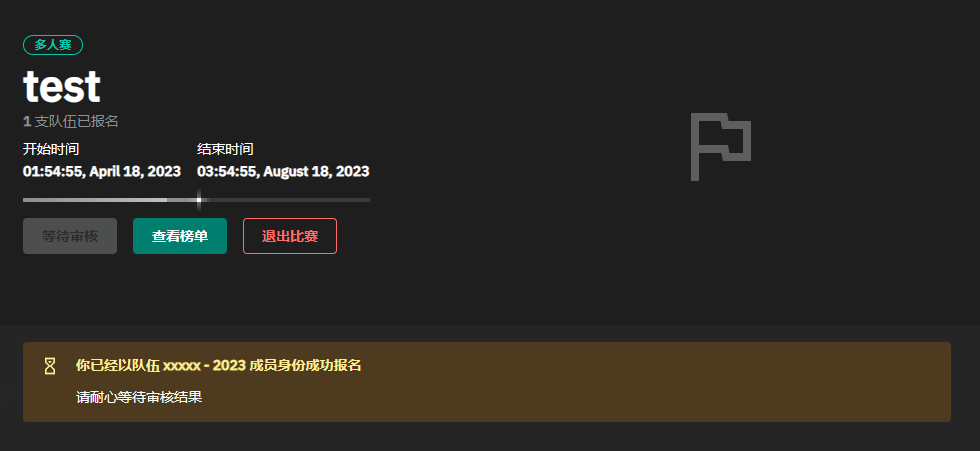 多人赛
test
1 支队伍已报名
开始时间 结束时间
01:54:55, April 18, 2023 03:54:55, August 18, 2023
等待审核 查看榜单 退出比赛
你已经以队伍 xxxxx - 2023 成员身份成功报名
请耐心等待审核结果